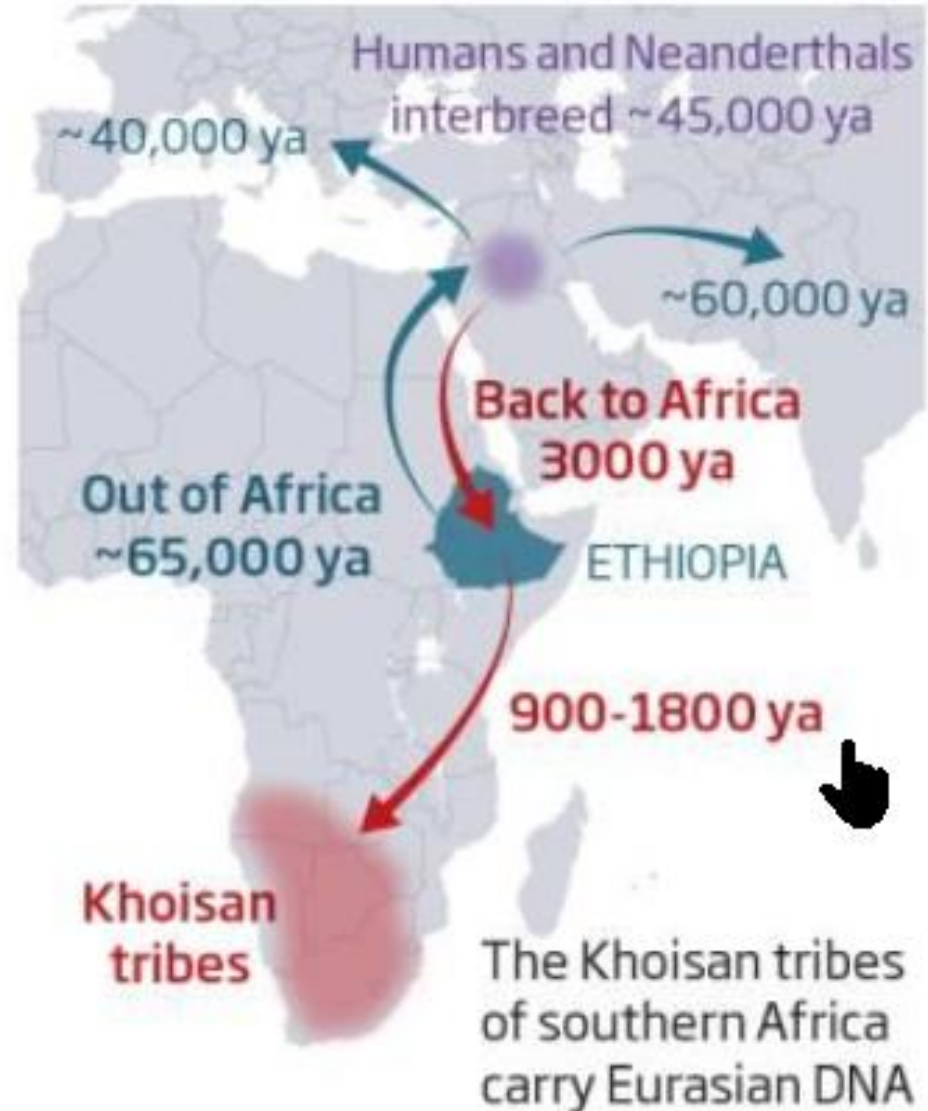 Humans and Neanderthals
interbreed ~45,000 ya
~40,000 ya
~60,000 ya
Back to Africa
3000 ya
Out of Africa
~65,000 ya
ETHIOPIA
900-1800 ya
Khoisan
tribes
The Khoisan tribes
of southern Africa
carry Eurasian DNA